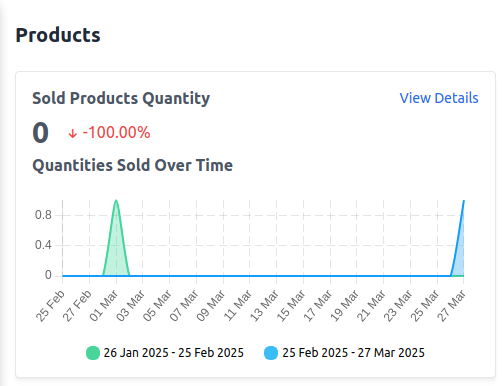 Products
Sold Products Quantity View Details
0 ↓ -100.00%
Quantities Sold Over Time
0.8
0.4
0
25 Feb 27 Feb 01 Mar 03 Mar 05 Mar 07 Mar 09 Mar 11 Mar 13 Mar 15 Mar 17 Mar 19 Mar 21 Mar 23 Mar 25 Mar 27 Mar
26 Jan 2025 - 25 Feb 2025 25 Feb 2025 - 27 Mar 2025